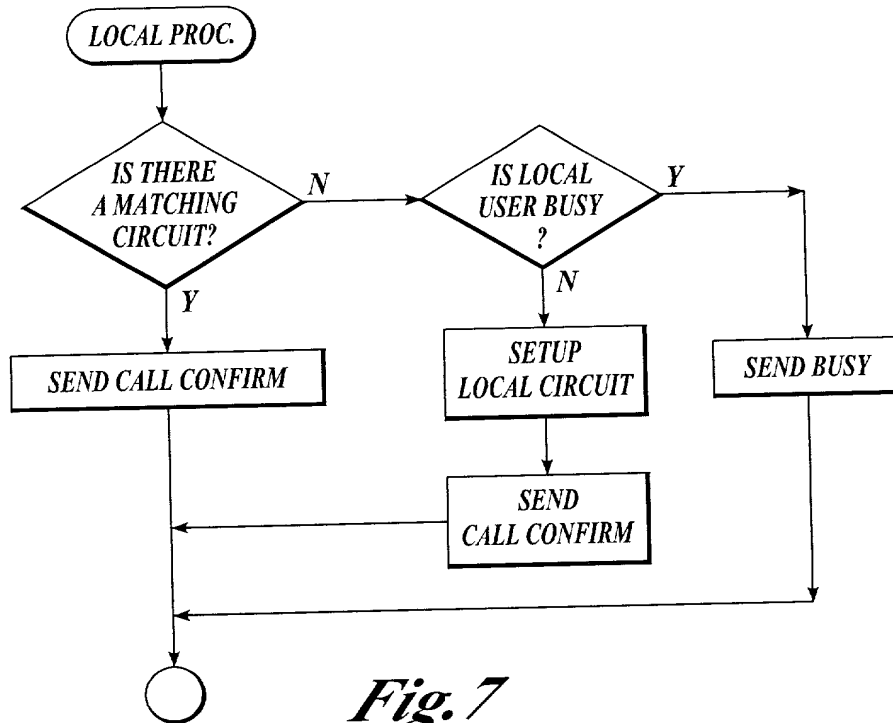 LOCAL PROC.
IS THERE
A MATCHING
CIRCUIT?
N
Y
IS LOCAL
USER BUSY
?
Y
N
SEND CALL CONFIRM
SETUP
LOCAL CIRCUIT
SEND BUSY
SEND
CALL CONFIRM
Fig. 7